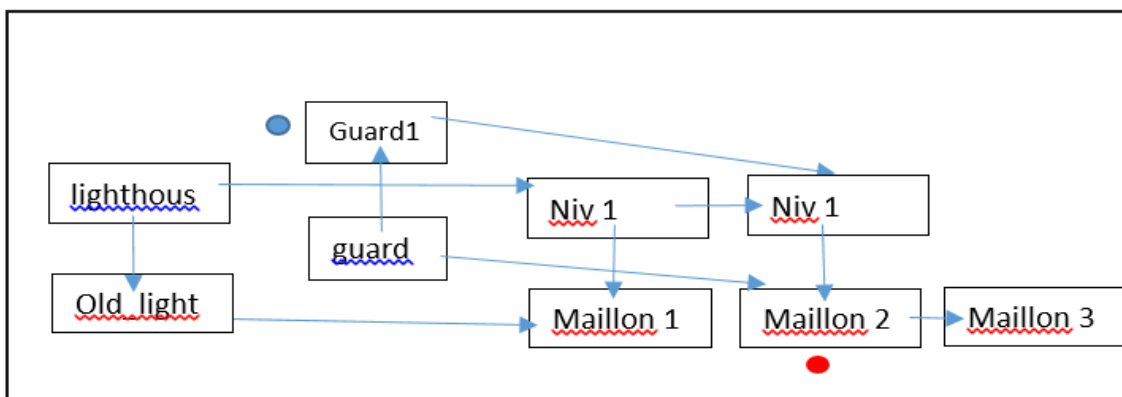 Guard1
lighthous
Niv 1
Niv 1
guard
Old_light
Maillon 1
Maillon 2
Maillon 3